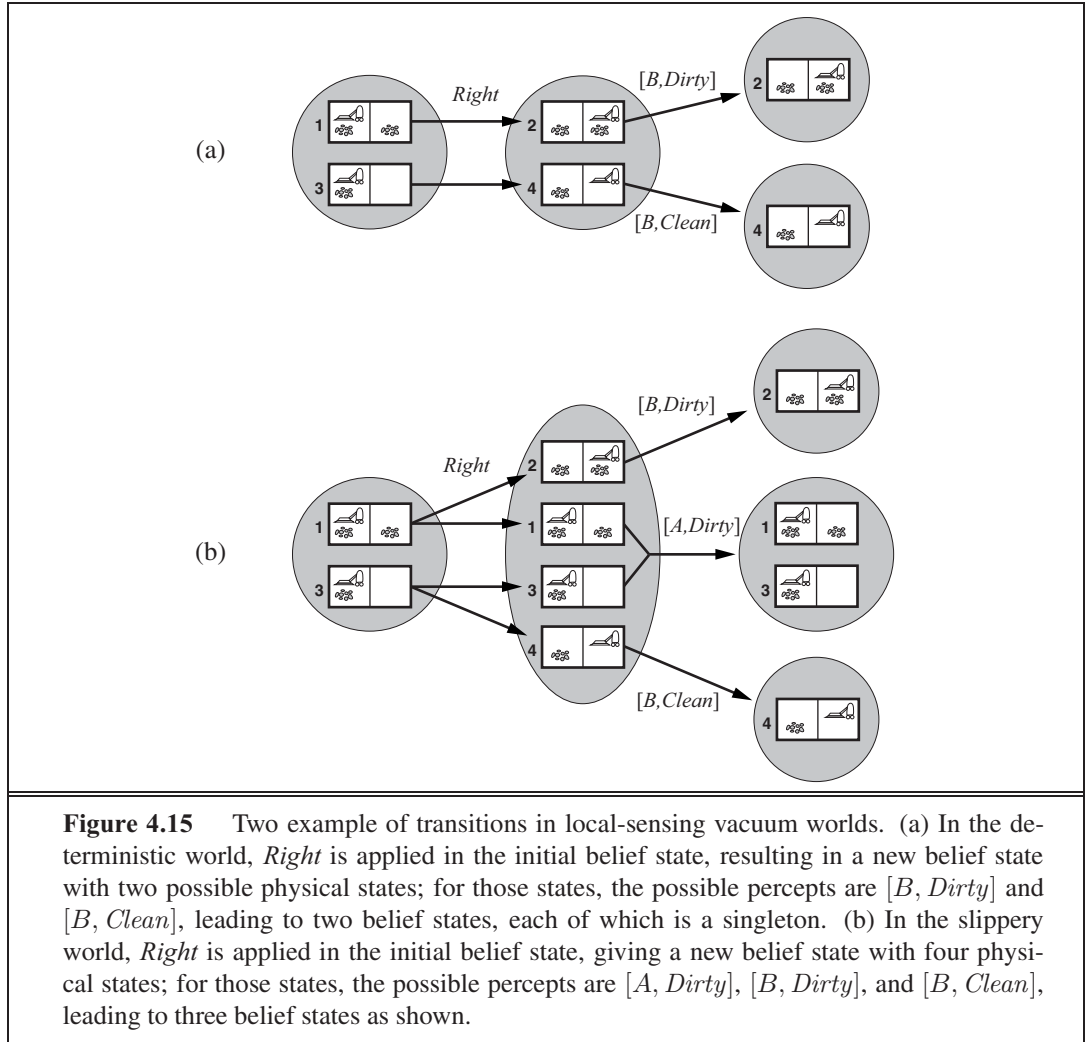 Right
[B,Dirty]
1
2
2
(a)
3
4
[B,Clean]
4
[B,Dirty]
2
Right
2
1
1
[A,Dirty]
1
(b)
3
3
3
4
[B,Clean]
4
Figure 4.15 Two example of transitions in local-sensing vacuum worlds. (a) In the de-
terministic world, Right is applied in the initial belief state, resulting in a new belief state
with two possible physical states; for those states, the possible percepts are [B, Dirty] and
[B, Clean], leading to two belief states, each of which is a singleton. (b) In the slippery
world, Right is applied in the initial belief state, giving a new belief state with four physi-
cal states; for those states, the possible percepts are [A, Dirty], [B, Dirty], and [B, Clean],
leading to three belief states as shown.